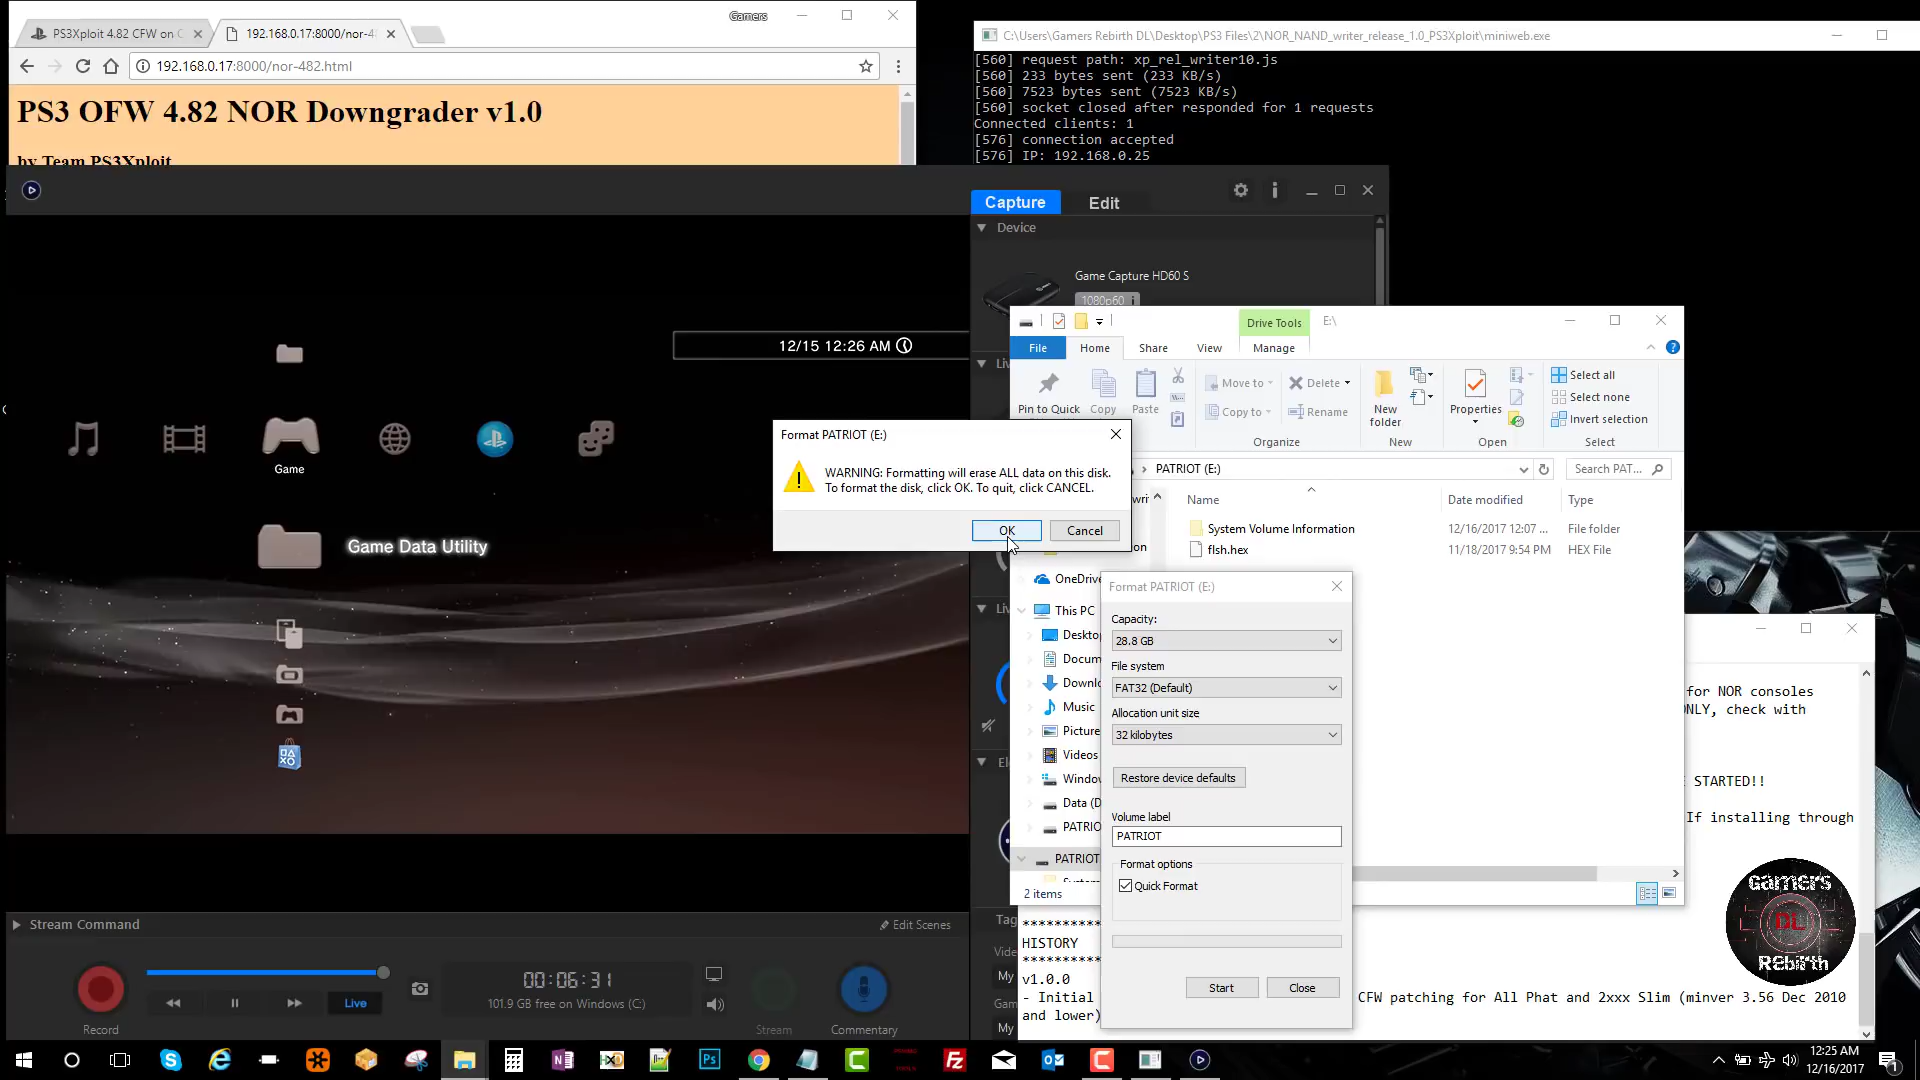 Gamers
PS3Xploit 4.82 CFW on C
192.168.0.17:8000/nor-4
192.168.0.17:8000/nor-482.html
PS3 OFW 4.82 NOR Downgrader v1.0
by Team PS3Xploit
C:\Users\Gamers Rebirth DL\Desktop\PS3 Files\2\NOR_NAND_writer_release_1.0_PS3Xploit\miniweb.exe
[560] request path: xp_rel_writer10.js
[560] 233 bytes sent (233 KB/s)
[560] 7523 bytes sent (7523 KB/s)
[560] socket closed after responded for 1 requests
Connected clients: 1
[576] connection accepted
[576] IP: 192.168.0.25
Capture
Edit
Device
Game Capture HD60 S
1080p60
12/15 12:26 AM
Game
Game Data Utility
Drive Tools
E:\
File
Home
Share
View
Manage
Pin to Quick
Copy
Paste
Move to
Copy to
Delete
Rename
New
folder
Properties
Select all
Select none
Invert selection
Organize
New
Open
Select
PATRIOT (E:)
Search PAT...
Name
Date modified
Type
System Volume Information
12/16/2017 12:07 ...
File folder
flsh.hex
11/18/2017 9:54 PM
HEX File
OneDriv
This PC
Deskto
Docum
Downlo
Music
Picture
Videos
Windo
Data (D
PATRIO
PATRIOT
2 items
Format PATRIOT (E:)
WARNING: Formatting will erase ALL data on this disk.
To format the disk, click OK. To quit, click CANCEL.
OK
Cancel
Format PATRIOT (E:)
Capacity:
28.8 GB
File system
FAT32 (Default)
Allocation unit size
32 kilobytes
Restore device defaults
Volume label
PATRIOT
Format options
Quick Format
Start
Close
for NOR consoles
NLY, check with
STARTED!!
If installing through
HISTORY
v1.0.0
- Initial
CFW patching for All Phat and 2xxx Slim (minver 3.56 Dec 2010
and lower)
Stream Command
Edit Scenes
00:06:31
101.9 GB free on Windows (C:)
Live
Record
Stream
Commentary
Gamers
DL
Rebirth
12:25 AM
12/16/2017